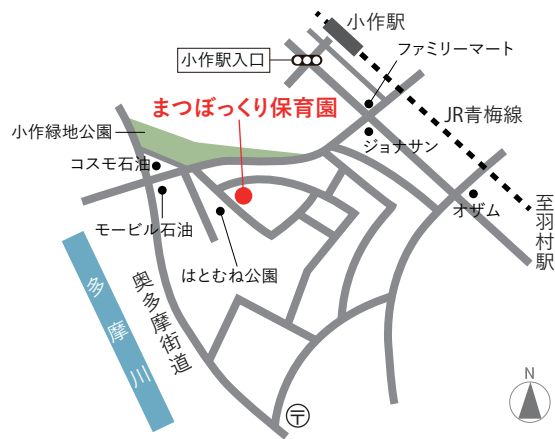 小作駅
ファミリーマート
小作駅入口
まつぼっくり保育園
JR青梅線
小作緑地公園
ジョナサン
コスモ石油
オザム
至羽村駅
モービル石油
はとむね公園
奥多摩街道
多摩川
〒
N